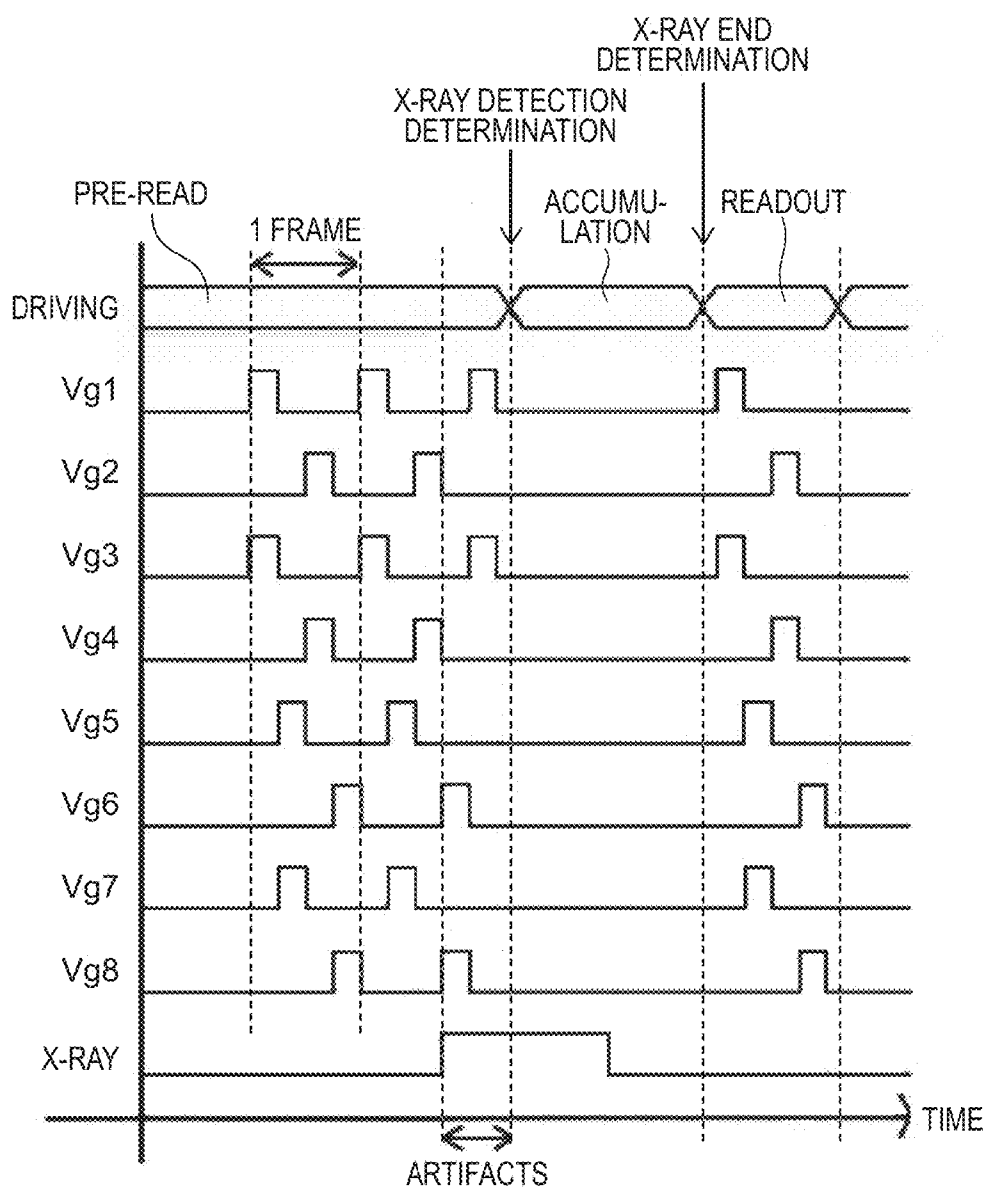 X-RAY END
DETERMINATION
X-RAY DETECTION
DETERMINATION
PRE-READ
1 FRAME
ACCUMU-
LATION
READOUT
DRIVING
Vg1
Vg2
Vg3
Vg4
Vg5
Vg6
Vg7
Vg8
X-RAY
TIME
ARTIFACTS